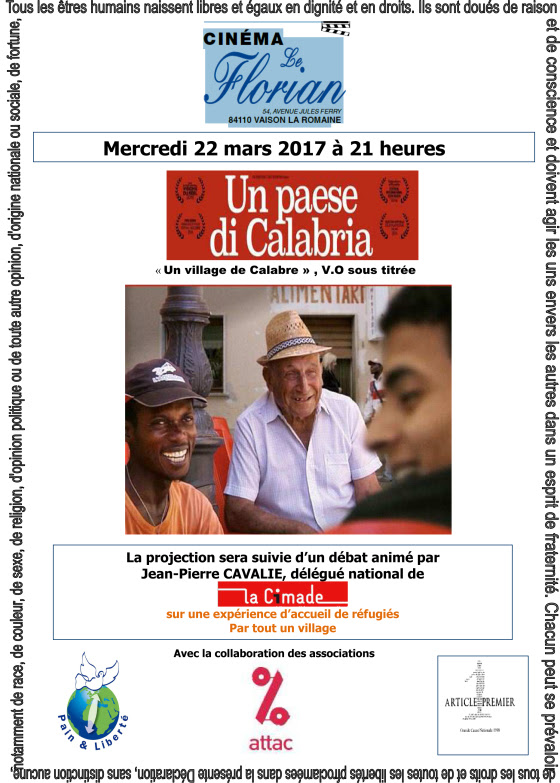 Tous les êtres humains naissent libres et égaux en dignité et en droits. Ils sont doués de raison
et de conscience et doivent agir les uns envers les autres dans un esprit de fraternité. Chacun peut se prévaloir
de tous les droits et de toutes les libertés proclamées dans la présente Déclaration, sans distinction aucune,
notamment de race, de couleur, de sexe, de religion, d'opinion politique ou de toute autre opinion, d'origine nationale ou sociale, de fortune,
CINÉMA
Le
Florian
54, AVENUE JULES FERRY
84110 VAISON LA ROMAINE
Mercredi 22 mars 2017 à 21 heures
Un paese
di Calabria
« Un village de Calabre » , V.O sous titrée
ALIMENTARI
La projection sera suivie d'un débat animé par
Jean-Pierre CAVALIE, délégué national de
la Cimade
sur une expérience d'accueil de réfugiés
Par tout un village
Avec la collaboration des associations
Pain & Liberté
attac
ARTICLE PREMIER